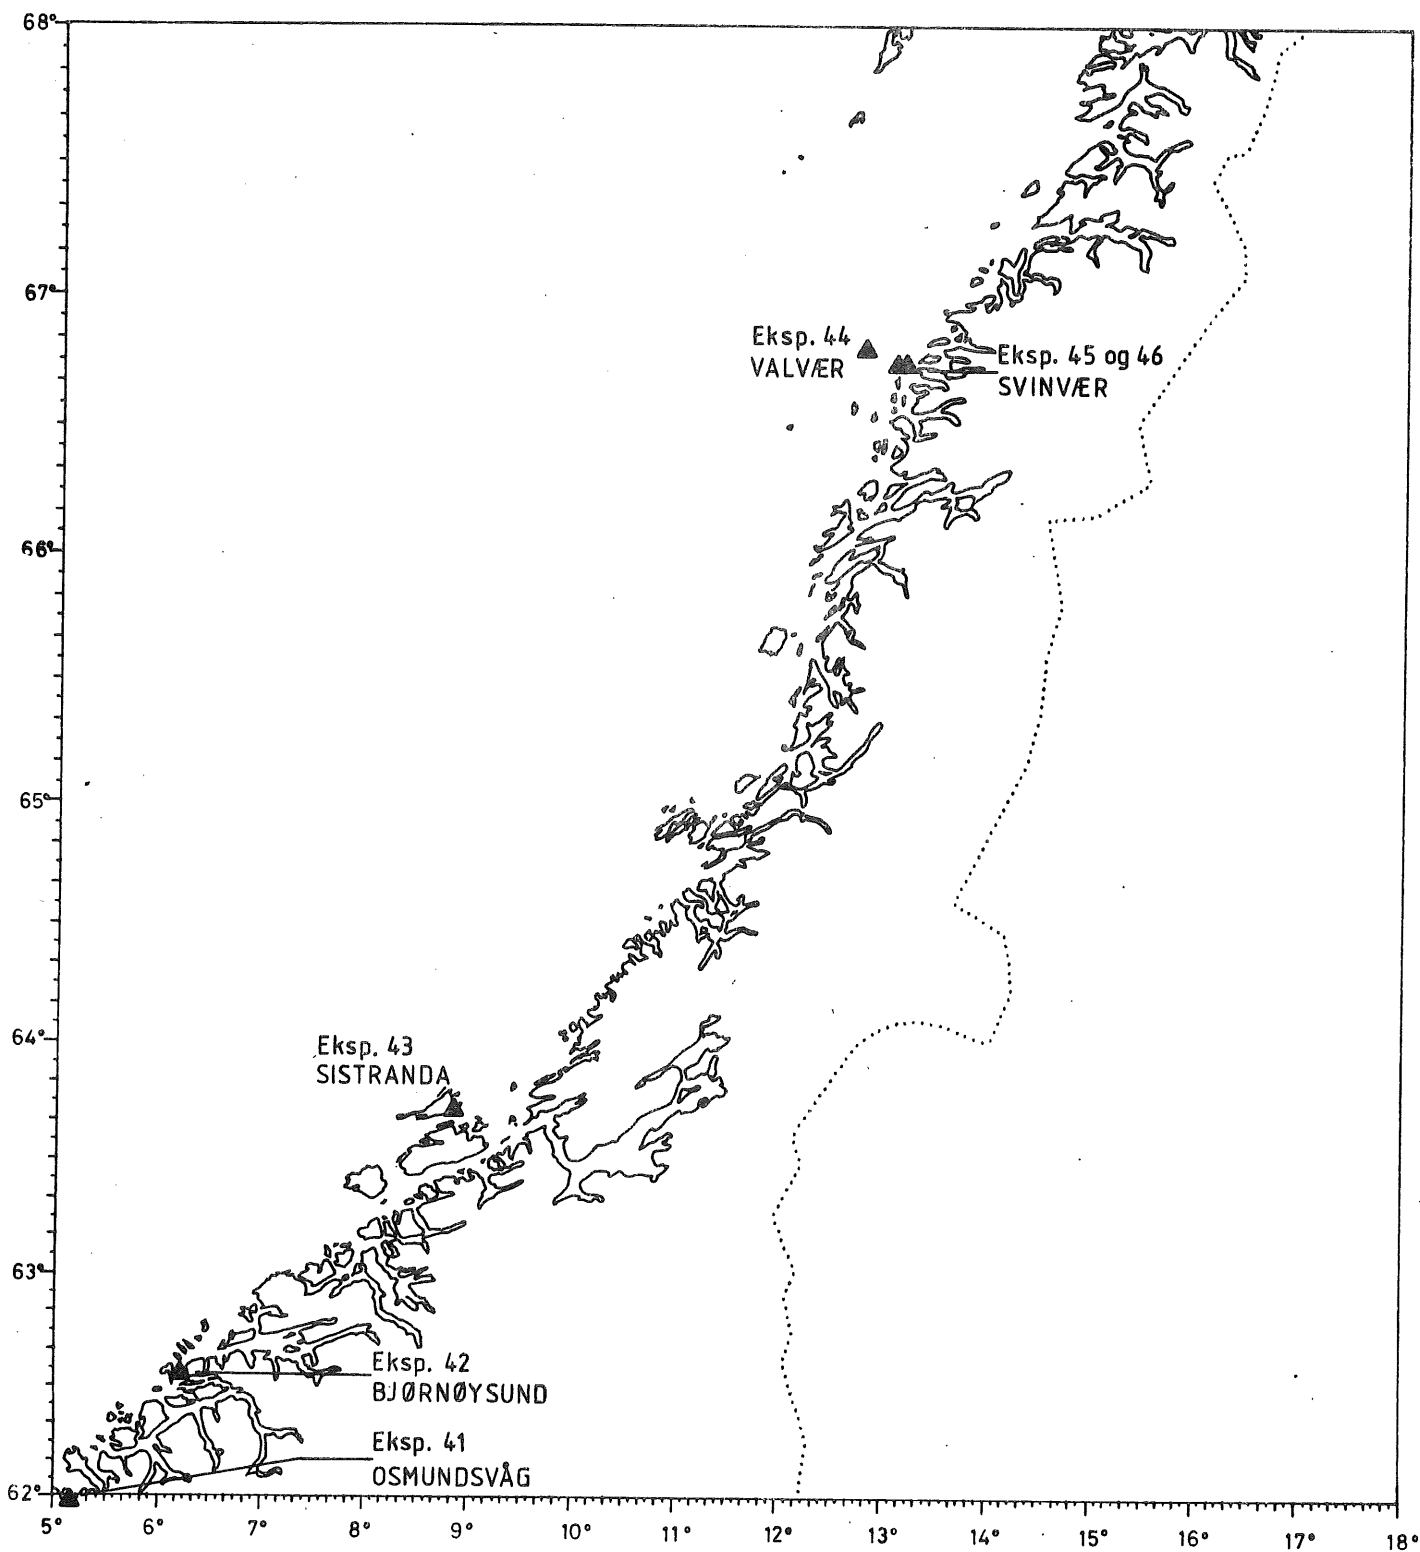 68°
67°
Eksp. 44
VALVÆR
Eksp. 45 og 46
SVINVÆR
66°
65°
64°
Eksp. 43
SISTRANDA
63°
Eksp. 42
BJØRNØYSUND
Eksp. 41
OSMUNDSVÅG
62°
5° 6° 7° 8° 9° 10° 11° 12° 13° 14° 15° 16° 17° 18°